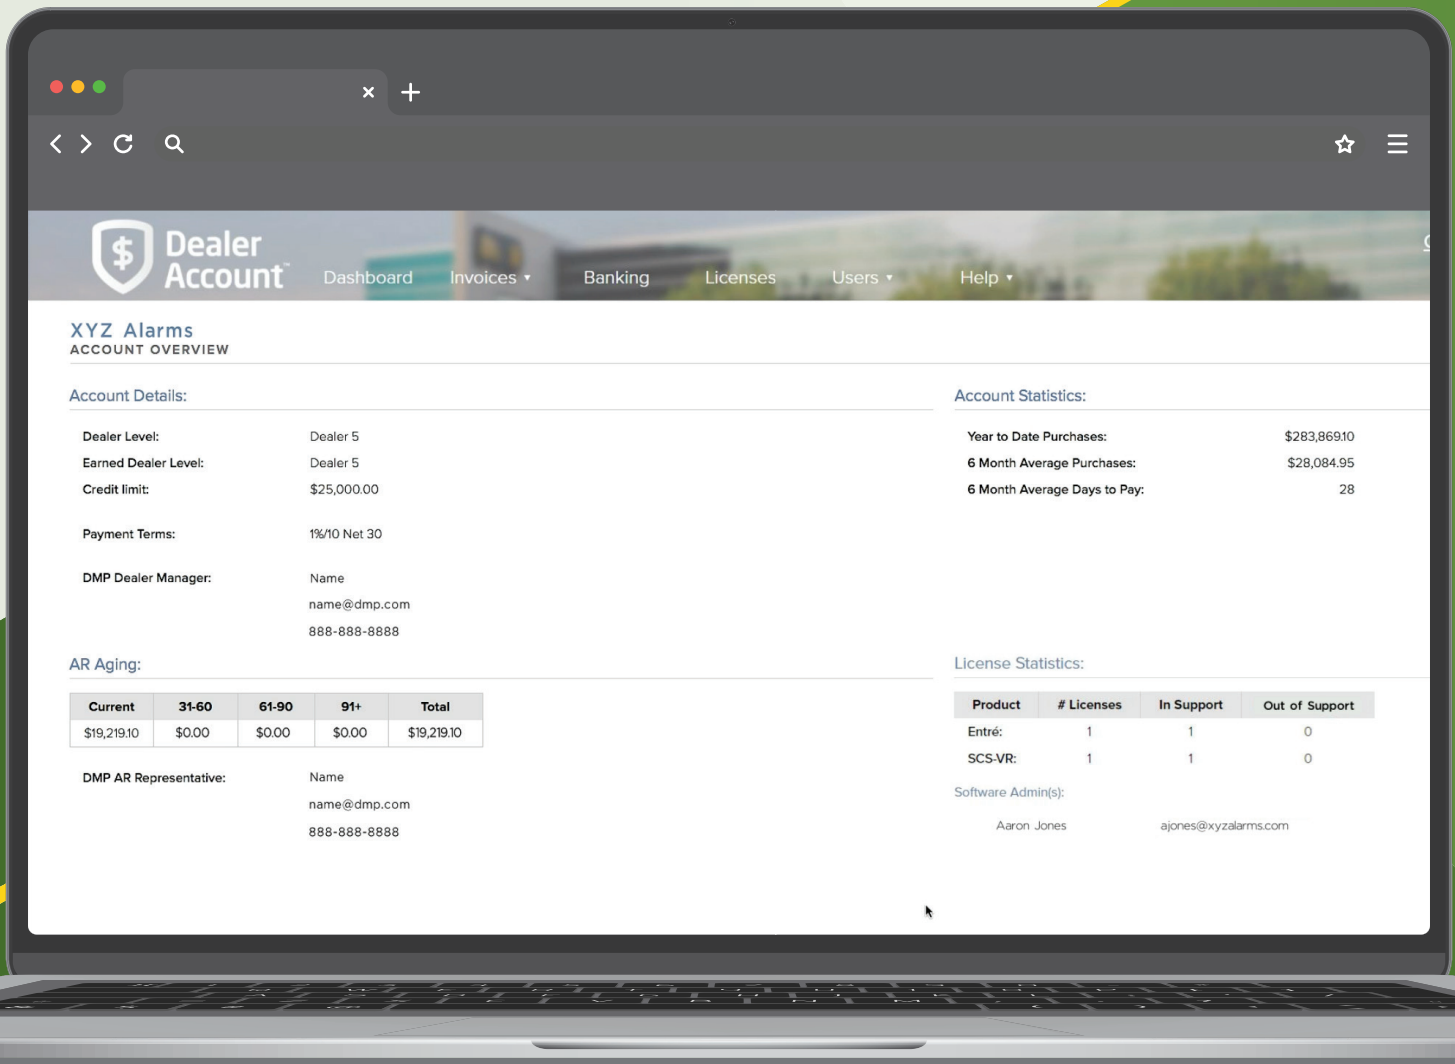 Dealer
Account™
Dashboard Invoices Banking Licenses Users Help
XYZ Alarms
ACCOUNT OVERVIEW
Account Details:
Dealer Level: Dealer 5
Earned Dealer Level: Dealer 5
Credit limit: $25,000.00
Payment Terms: 1%/10 Net 30
DMP Dealer Manager: Name
name@dmp.com
888-888-8888
Account Statistics:
Year to Date Purchases: $283,869.10
6 Month Average Purchases: $28,084.95
6 Month Average Days to Pay: 28
AR Aging:
Current 31-60 61-90 91+ Total
$19,219.10 $0.00 $0.00 $0.00 $19,219.10
DMP AR Representative: Name
name@dmp.com
888-888-8888
License Statistics:
Product # Licenses In Support Out of Support
Entré: 1 1 0
SCS-VR: 1 1 0
Software Admin(s):
Aaron Jones ajones@xyzalarms.com